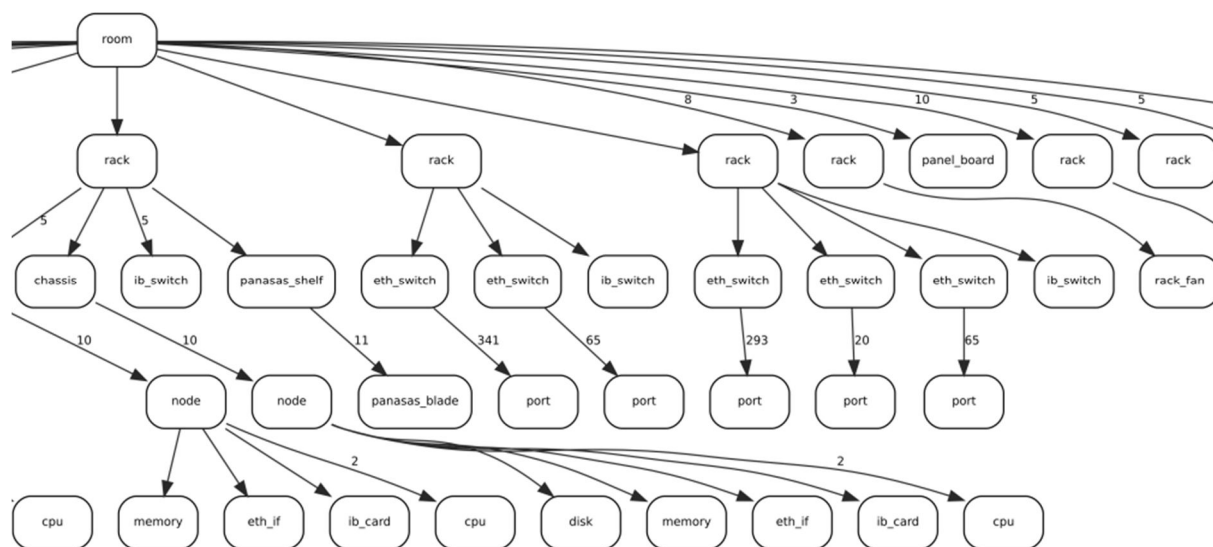 room
8 3 10 5 5
rack rack rack rack panel_board rack rack
5 5
chassis ib_switch panasas_shelf eth_switch eth_switch ib_switch eth_switch eth_switch eth_switch ib_switch rack_fan
10 10 11 341 65 293 20 65
node node panasas_blade port port port port port
2 2
cpu memory eth_if ib_card cpu disk memory eth_if ib_card cpu